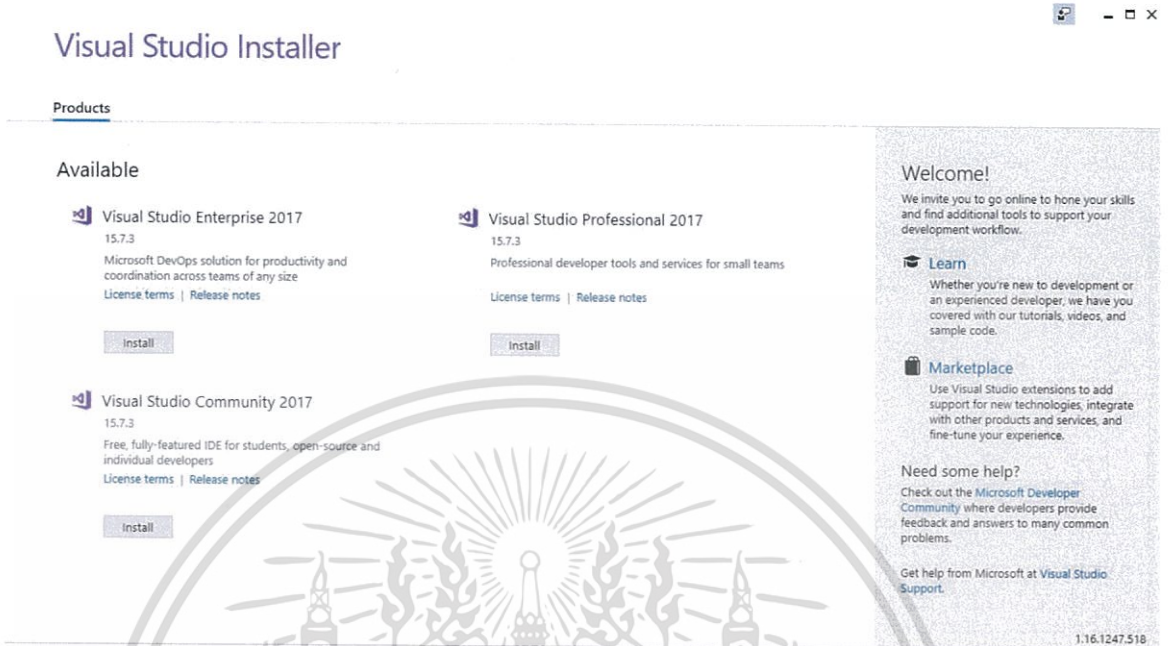 Visual Studio Installer
Products
Available
Visual Studio Enterprise 2017
15.7.3
Microsoft DevOps solution for productivity and
coordination across teams of any size
License terms | Release notes
Install
Visual Studio Professional 2017
15.7.3
Professional developer tools and services for small teams
License terms | Release notes
Install
Visual Studio Community 2017
15.7.3
Free, fully-featured IDE for students, open-source and
individual developers
License terms | Release notes
Install
Welcome!
We invite you to go online to hone your skills
and find additional tools to support your
development workflow.
Learn
Whether you're new to development or
an experienced developer, we have you
covered with our tutorials, videos, and
sample code.
Marketplace
Use Visual Studio extensions to add
support for new technologies, integrate
with other products and services, and
fine-tune your experience.
Need some help?
Check out the Microsoft Developer
Community where developers provide
feedback and answers to many common
problems.
Get help from Microsoft at Visual Studio
Support.
1.16.1247.518